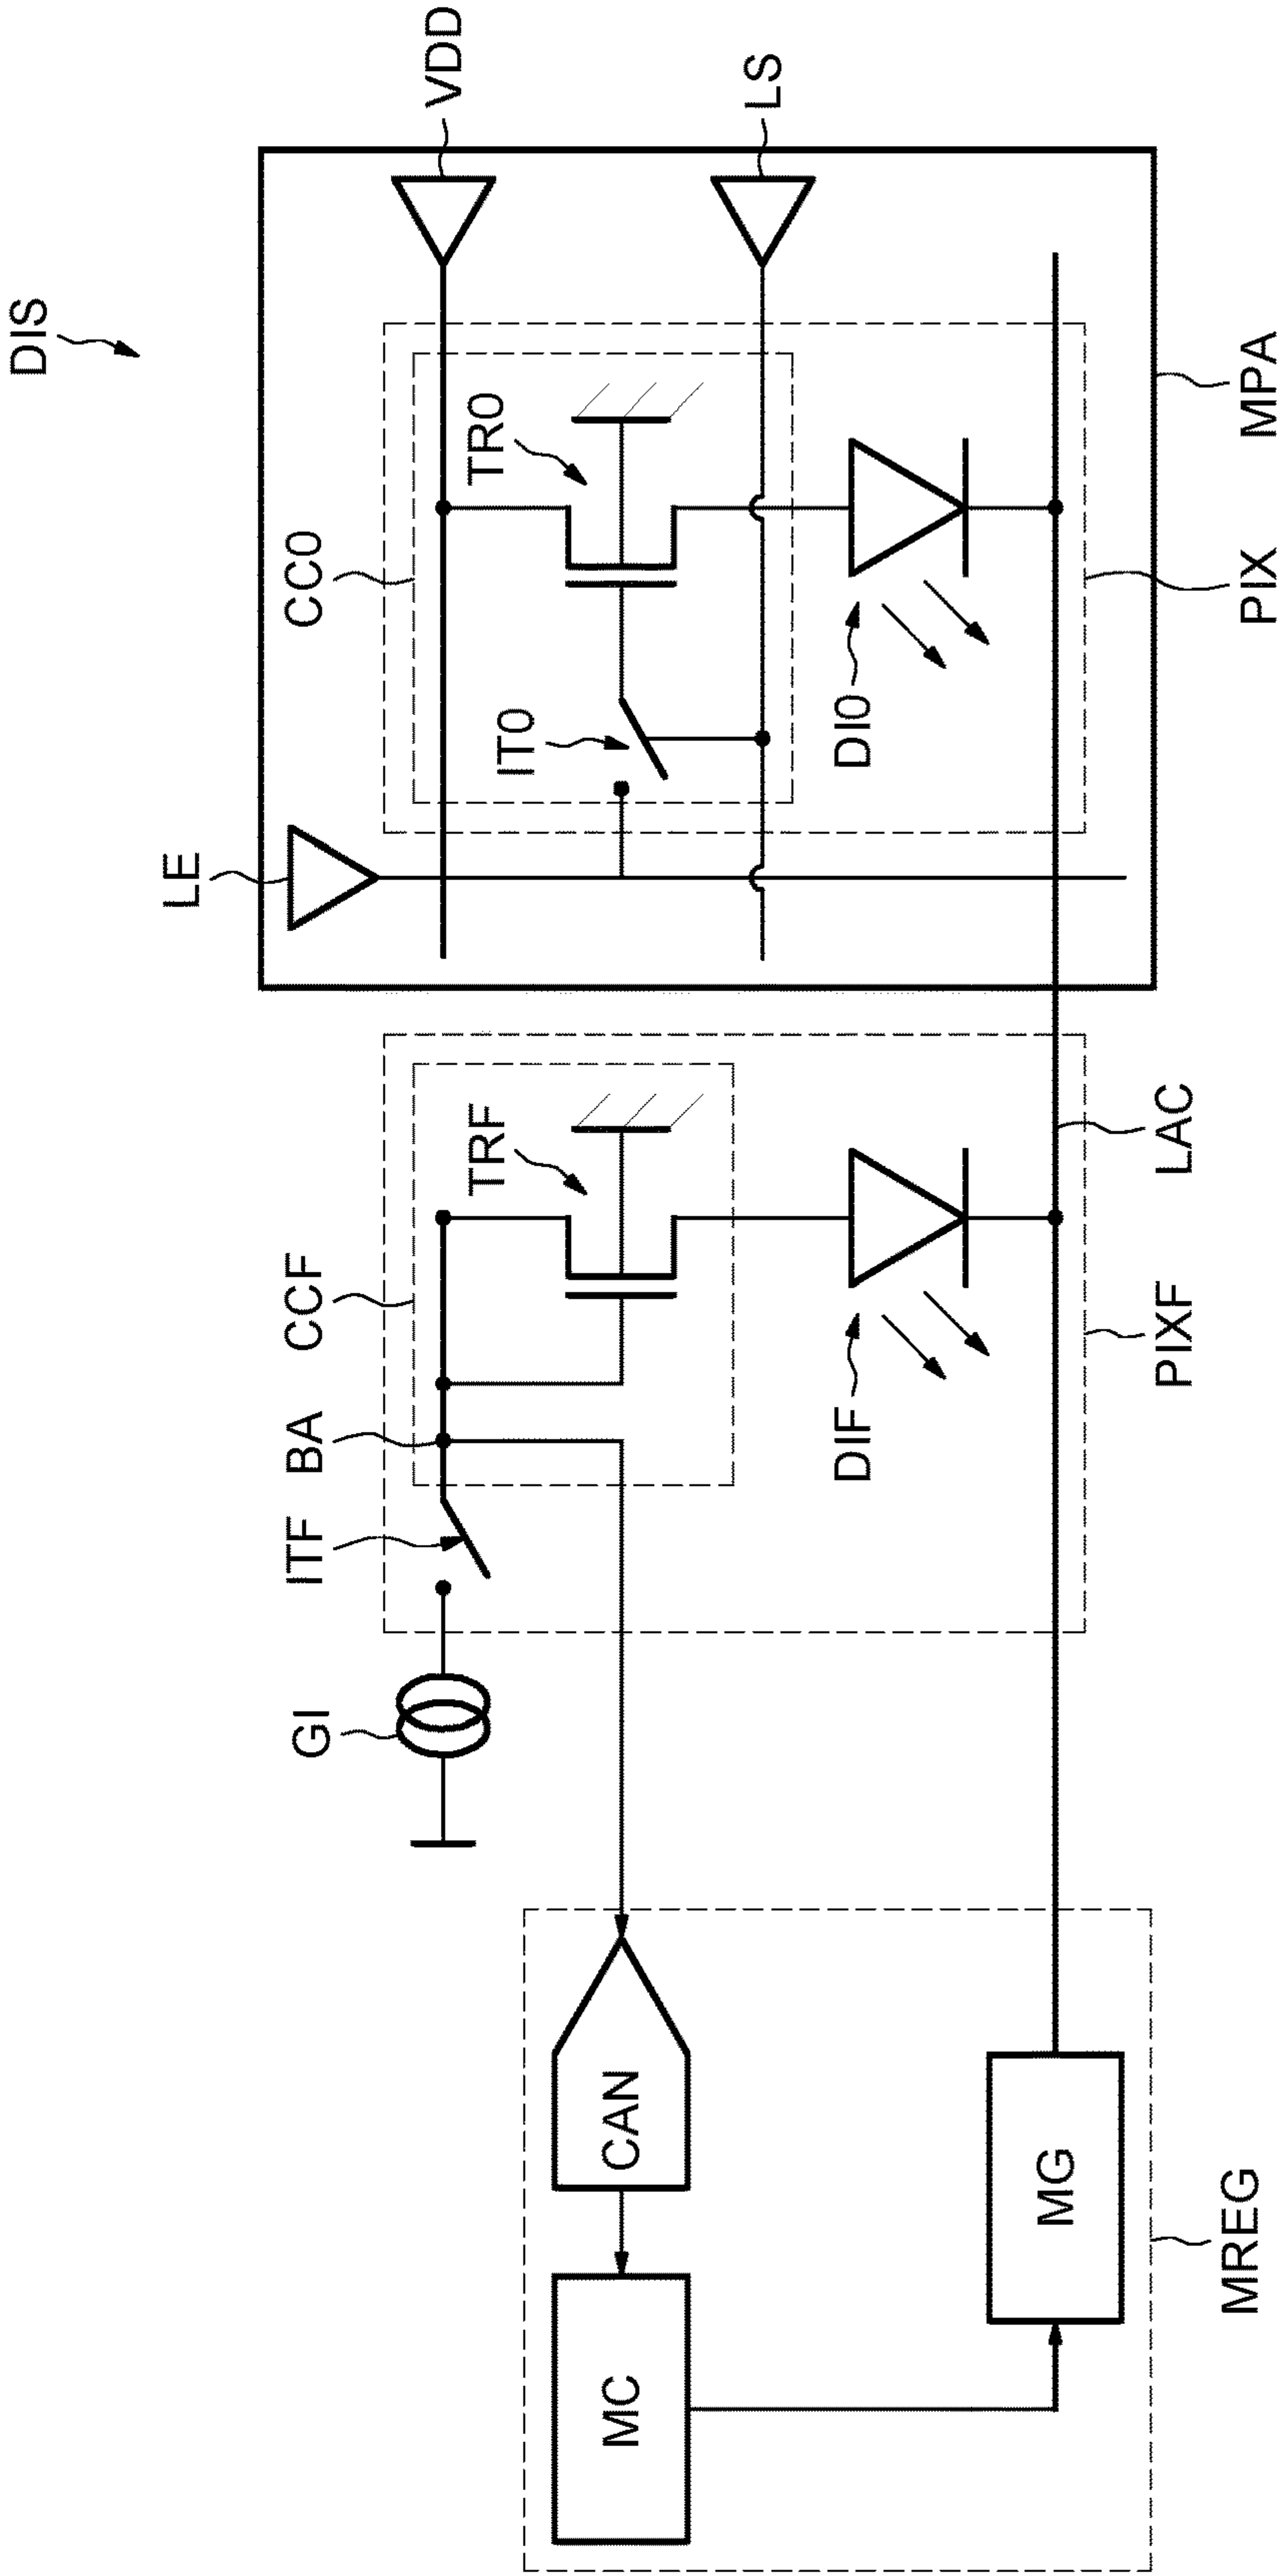 DIS
LE
GI
ITF
BA
CCF
CC0
VDD
TRF
TR0
IT0
MC
CAN
LS
DIF
DI0
MG
PIXF
LAC
MREG
PIX
MPA